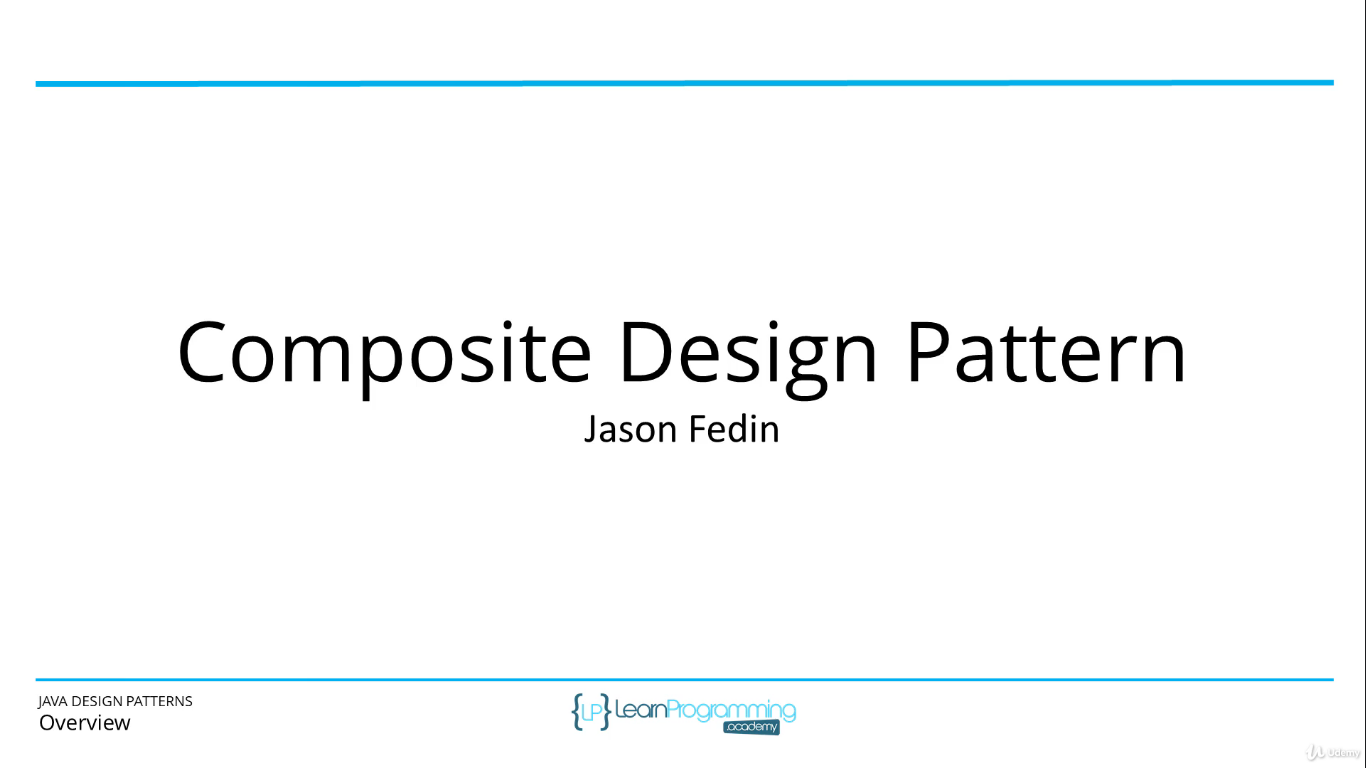 Composite Design Pattern
Jason Fedin
JAVA DESIGN PATTERNS
Overview
{LP} LearnProgramming
.academy
Udemy